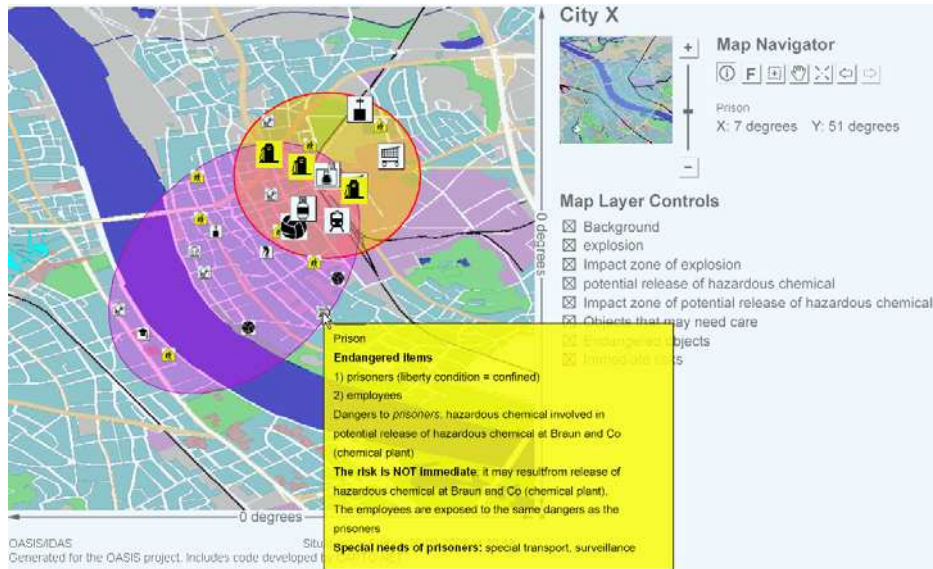 City X
Map Navigator
F
Prison
X: 7 degrees Y: 51 degrees
Map Layer Controls
Background
explosion
Impact zone of explosion
potential release of hazardous chemical
Impact zone of potential release of hazardous chemical
Objects that may need care
Endangered objects
Immediate risks
0 degrees
Prison
Endangered items
1) prisoners (liberty condition = confined)
2) employees
Dangers to prisoners: hazardous chemical involved in
potential release of hazardous chemical at Braun and Co
(chemical plant)
The risk is NOT immediate; it may resultfrom release of
hazardous chemical at Braun and Co (chemical plant).
The employees are exposed to the same dangers as the
prisoners
Special needs of prisoners: special transport, surveillance
0 degrees
OASIS/IDAS
Situ
Generated for the OASIS project. Includes code developed